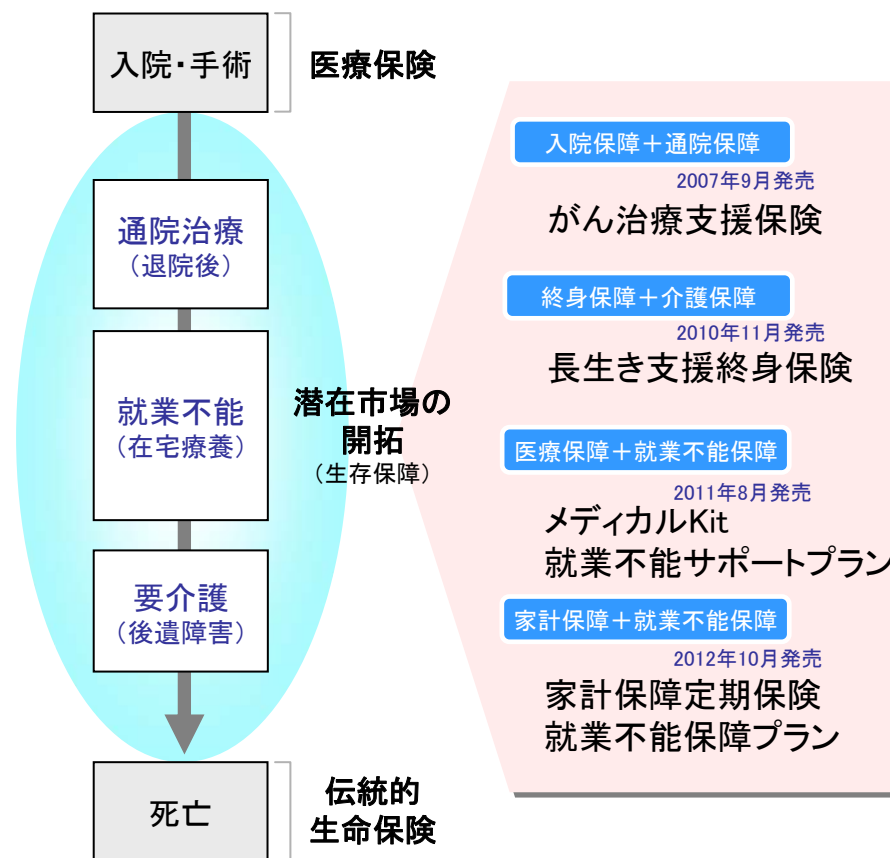 入院・手術
医療保険
通院治療
（退院後）
就業不能
（在宅療養）
要介護
（後遺障害）
死亡
伝統的
生命保険
潜在市場の
開拓
（生存保障）
入院保障＋通院保障
2007年9月発売
がん治療支援保険
終身保障＋介護保障
2010年11月発売
長生き支援終身保険
医療保障＋就業不能保障
2011年8月発売
メディカルKit
就業不能サポートプラン
家計保障＋就業不能保障
2012年10月発売
家計保障定期保険
就業不能保障プラン